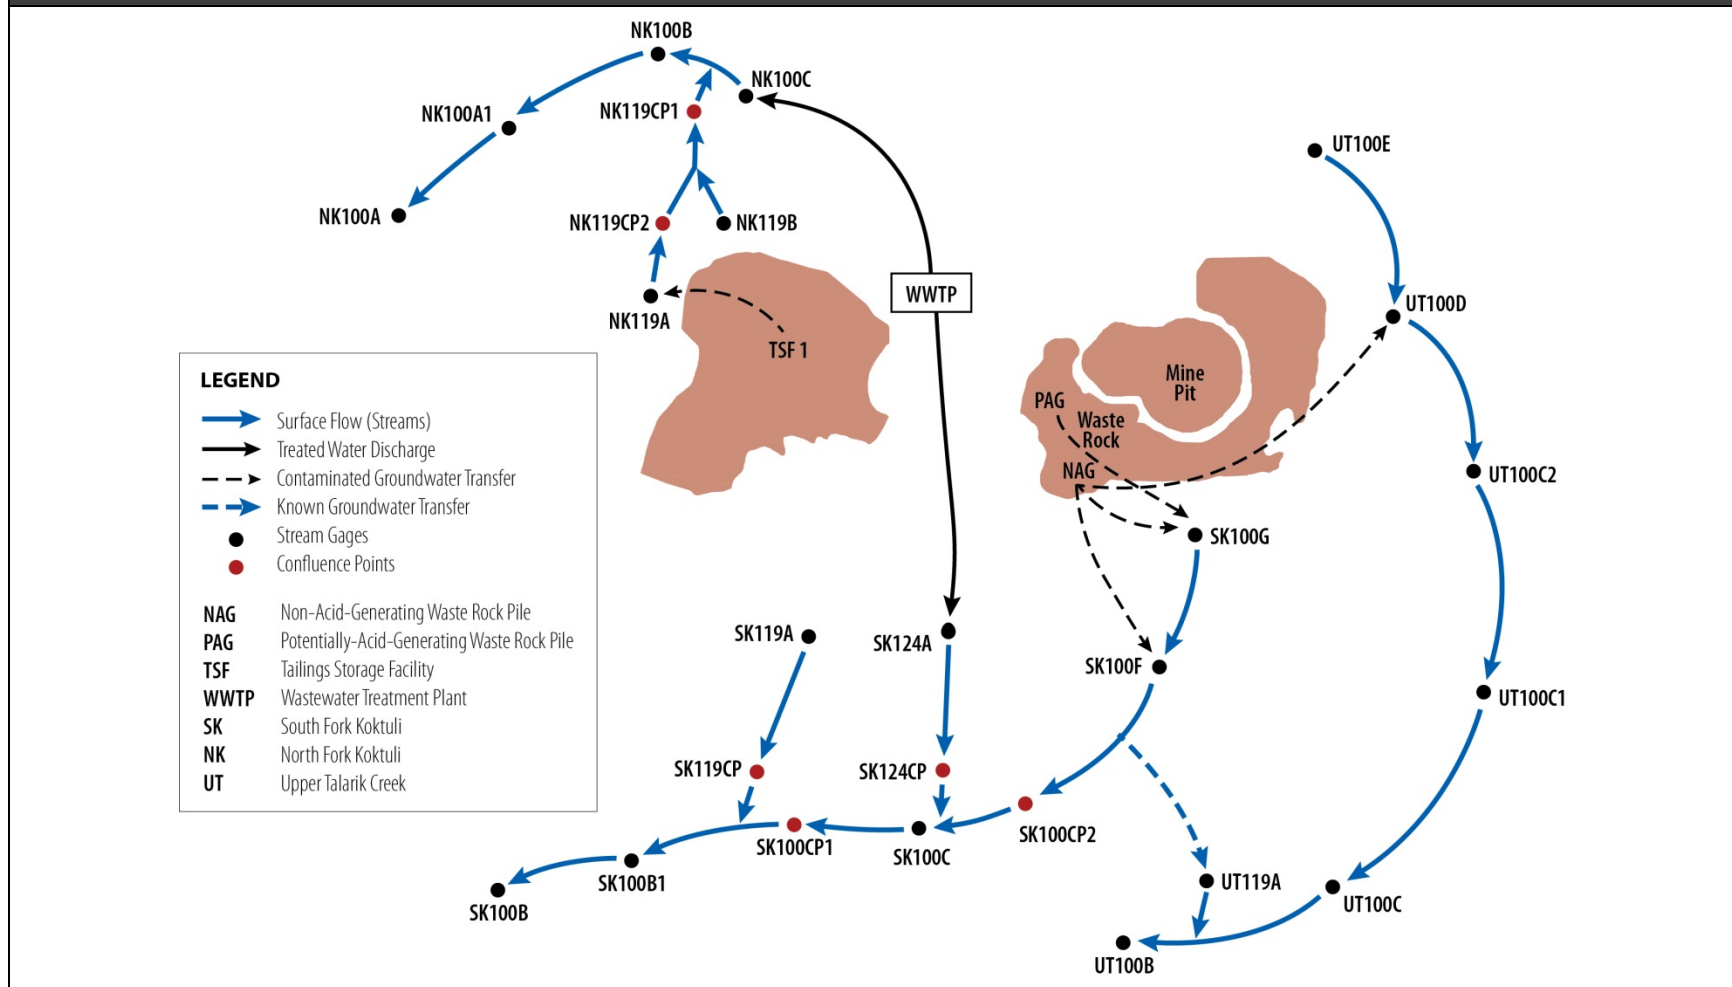 NK100B
NK100C
NK119CP1
NK100A1
UT100E
NK100A
NK119CP2
NK119B
WWTP
UT100D
NK119A
TSF 1
Mine
Pit
PAG
Waste
Rock
NAG
UT100C2
SK100G
SK119A
SK124A
SK100F
UT100C1
SK119CP
SK124CP
SK100CP2
SK100CP1
SK100C
SK100B1
UT119A
SK100B
UT100C
UT100B
LEGEND
Surface Flow (Streams)
Treated Water Discharge
Contaminated Groundwater Transfer
Known Groundwater Transfer
Stream Gages
Confluence Points
NAG Non-Acid-Generating Waste Rock Pile
PAG Potentially-Acid-Generating Waste Rock Pile
TSF Tailings Storage Facility
WWTP Wastewater Treatment Plant
SK South Fork Koktuli
NK North Fork Koktuli
UT Upper Talarik Creek